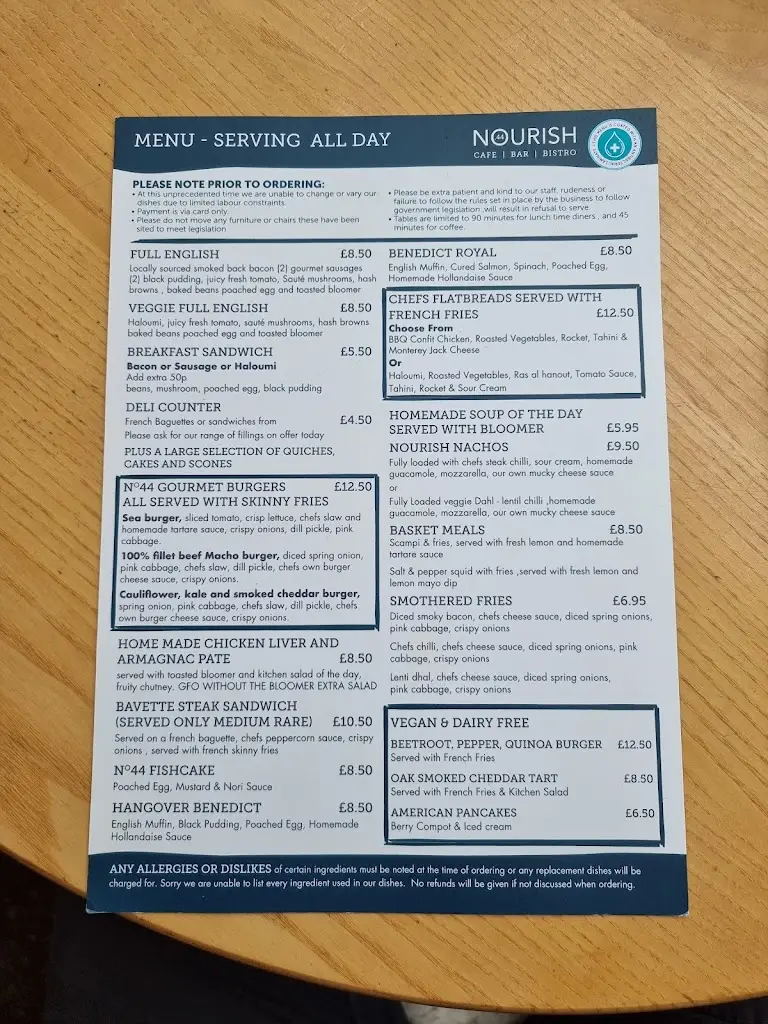 MENU - SERVING ALL DAY
NOURISH
44
CAFE | BAR | BISTRO
PLEASE NOTE PRIOR TO ORDERING:
• At this unprecedented time we are unable to change or vary our
dishes due to limited labour constraints.
• Payment is via card only.
• Please do not move any furniture or chairs these have been
sited to meet legislation
• Please be extra patient and kind to our staff, rudeness or
failure to follow the rules set in place by the business to follow
government legislation ,will result in refusal to serve
• Tables are limited to 90 minutes for lunch time diners , and 45
minutes for coffee.
FULL ENGLISH £8.50
Locally sourced smoked back bacon (2) gourmet sausages
(2) black pudding, juicy fresh tomato, Sauté mushrooms, hash
browns , baked beans poached egg and toasted bloomer
VEGGIE FULL ENGLISH £8.50
Haloumi, juicy fresh tomato, sauté mushrooms, hash browns
baked beans poached egg and toasted bloomer
BREAKFAST SANDWICH £5.50
Bacon or Sausage or Haloumi
Add extra 50p
beans, mushroom, poached egg, black pudding
DELI COUNTER
French Baguettes or sandwiches from £4.50
Please ask for our range of fillings on offer today
PLUS A LARGE SELECTION OF QUICHES,
CAKES AND SCONES
Nº44 GOURMET BURGERS £12.50
ALL SERVED WITH SKINNY FRIES
Sea burger, sliced tomato, crisp lettuce, chefs slaw and
homemade tartare sauce, crispy onions, dill pickle, pink
cabbage.
100% fillet beef Macho burger, diced spring onion,
pink cabbage, chefs slaw, dill pickle, chefs own burger
cheese sauce, crispy onions.
Cauliflower, kale and smoked cheddar burger,
spring onion, pink cabbage, chefs slaw, dill pickle, chefs
own burger cheese sauce, crispy onions.
HOME MADE CHICKEN LIVER AND
ARMAGNAC PATE £8.50
served with toasted bloomer and kitchen salad of the day,
fruity chutney. GFO WITHOUT THE BLOOMER EXTRA SALAD
BAVETTE STEAK SANDWICH
(SERVED ONLY MEDIUM RARE) £10.50
Served on a french baguette, chefs peppercorn sauce, crispy
onions , served with french skinny fries
Nº44 FISHCAKE £8.50
Poached Egg, Mustard & Nori Sauce
HANGOVER BENEDICT £8.50
English Muffin, Black Pudding, Poached Egg, Homemade
Hollandaise Sauce
BENEDICT ROYAL £8.50
English Muffin, Cured Salmon, Spinach, Poached Egg,
Homemade Hollandaise Sauce
CHEFS FLATBREADS SERVED WITH
FRENCH FRIES £12.50
Choose From
BBQ Confit Chicken, Roasted Vegetables, Rocket, Tahini &
Monterey Jack Cheese
Or
Haloumi, Roasted Vegetables, Ras al hanout, Tomato Sauce,
Tahini, Rocket & Sour Cream
HOMEMADE SOUP OF THE DAY
SERVED WITH BLOOMER £5.95
NOURISH NACHOS £9.50
Fully loaded with chefs steak chilli, sour cream, homemade
guacamole, mozzarella, our own mucky cheese sauce
or
Fully Loaded veggie Dahl - lentil chilli ,homemade
guacamole, mozzarella, our own mucky cheese sauce
BASKET MEALS £8.50
Scampi & fries, served with fresh lemon and homemade
tartare sauce
Salt & pepper squid with fries ,served with fresh lemon and
lemon mayo dip
SMOTHERED FRIES £6.95
Diced smoky bacon, chefs cheese sauce, diced spring onions,
pink cabbage, crispy onions
Chefs chilli, chefs cheese sauce, diced spring onions, pink
cabbage, crispy onions
Lenti dhal, chefs cheese sauce, diced spring onions,
pink cabbage, crispy onions
VEGAN & DAIRY FREE
BEETROOT, PEPPER, QUINOA BURGER £12.50
Served with French Fries
OAK SMOKED CHEDDAR TART £8.50
Served with French Fries & Kitchen Salad
AMERICAN PANCAKES £6.50
Berry Compot & Iced cream
ANY ALLERGIES OR DISLIKES of certain ingredients must be noted at the time of ordering or any replacement dishes will be
charged for. Sorry we are unable to list every ingredient used in our dishes. No refunds will be given if not discussed when ordering.